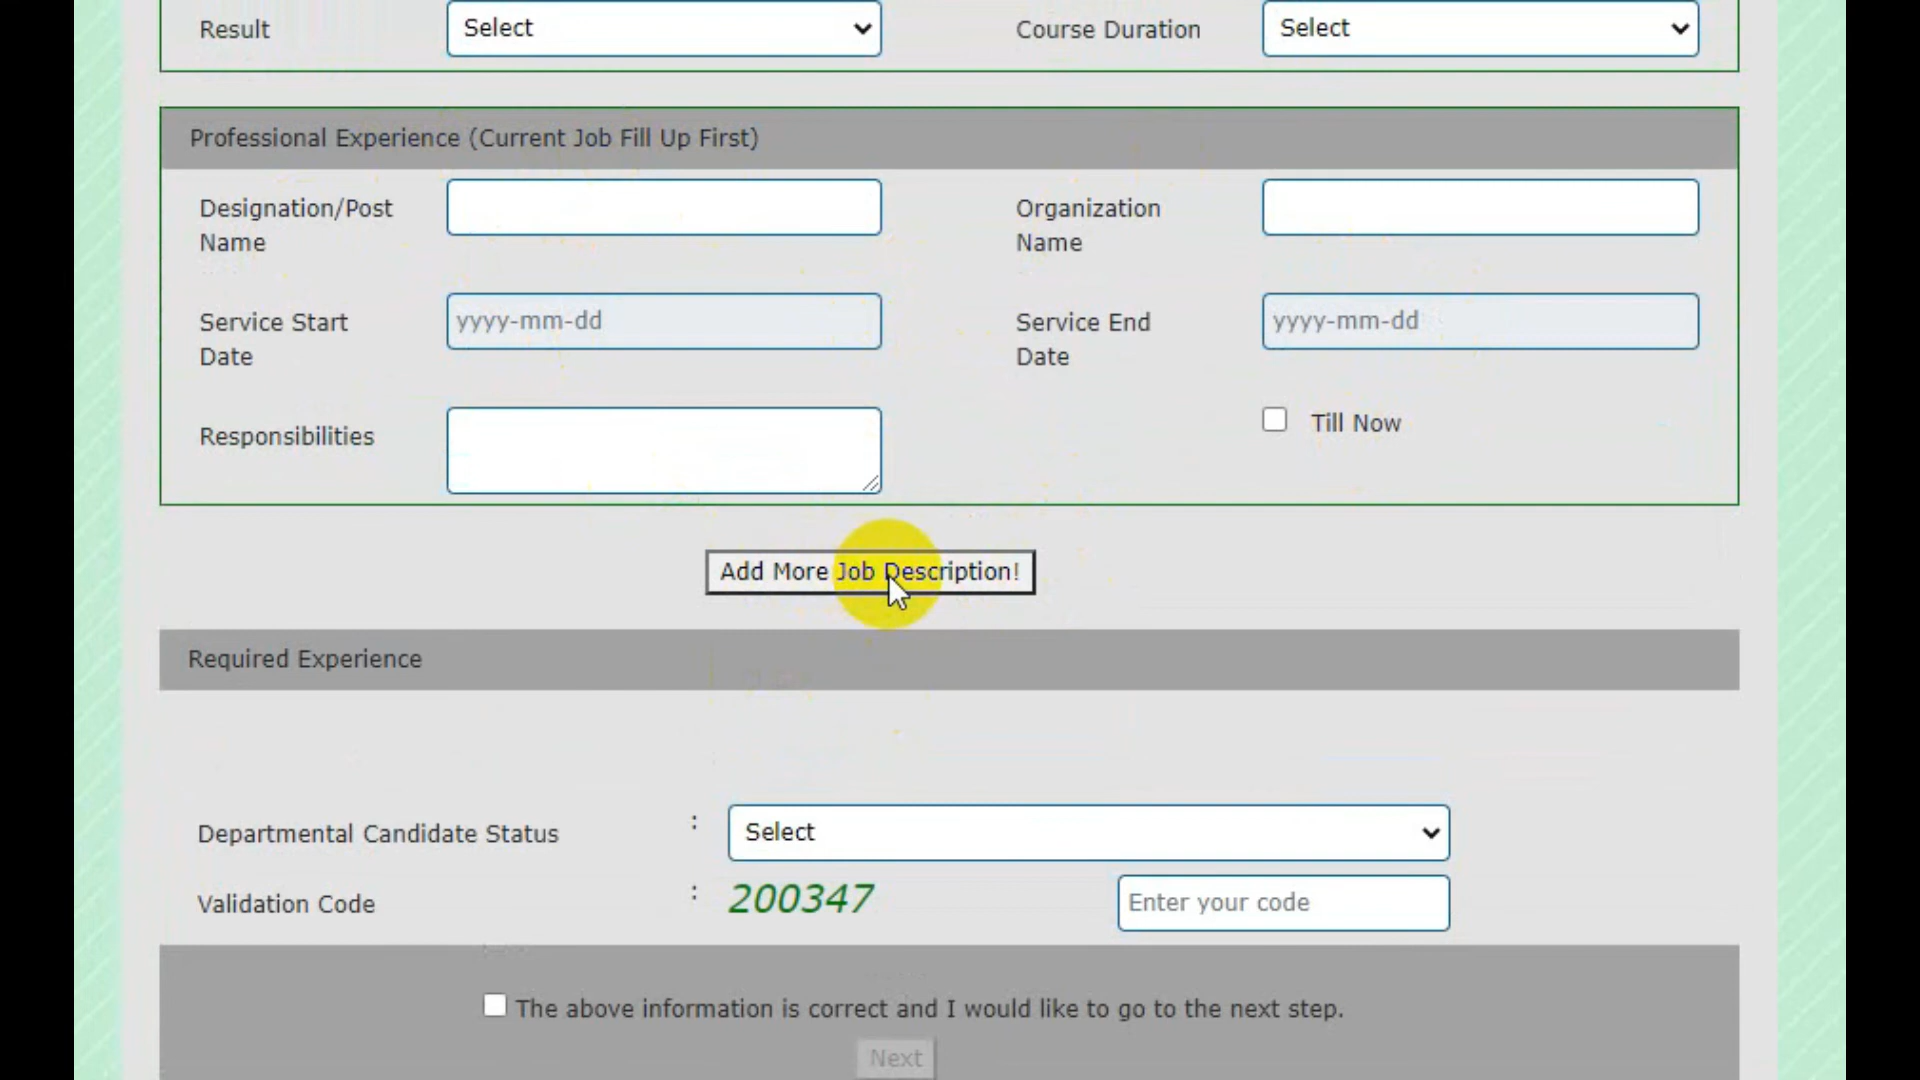 Result Select Course Duration Select
Professional Experience (Current Job Fill Up First)
Designation/Post Name
Organization Name
Service Start Date yyyy-mm-dd
Service End Date yyyy-mm-dd
Responsibilities
Till Now
Add More Job Description!
Required Experience
Departmental Candidate Status : Select
Validation Code : 200347 Enter your code
The above information is correct and I would like to go to the next step.
Next